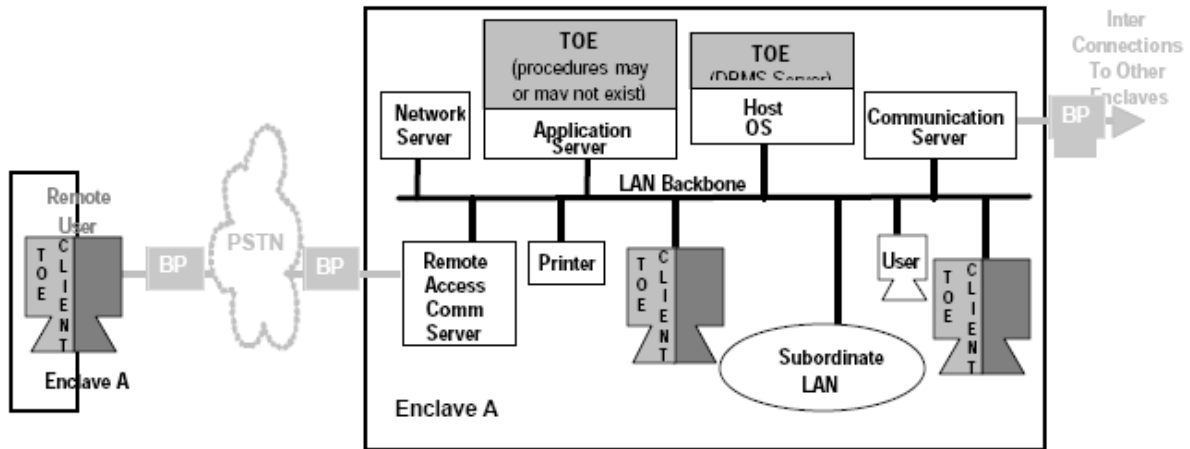 Inter
Connections
To Other
Enclaves
BP
TOE
(procedures may
or may not exist)
Application
Server
TOE
(DBMS Server)
Host
OS
Network
Server
Communication
Server
LAN Backbone
Remote
User
TOE
CLIENT
Enclave A
BP
PSTN
BP
Remote
Access
Comm
Server
Printer
TOE
CLIENT
Subordinate
LAN
User
TOE
CLIENT
Enclave A